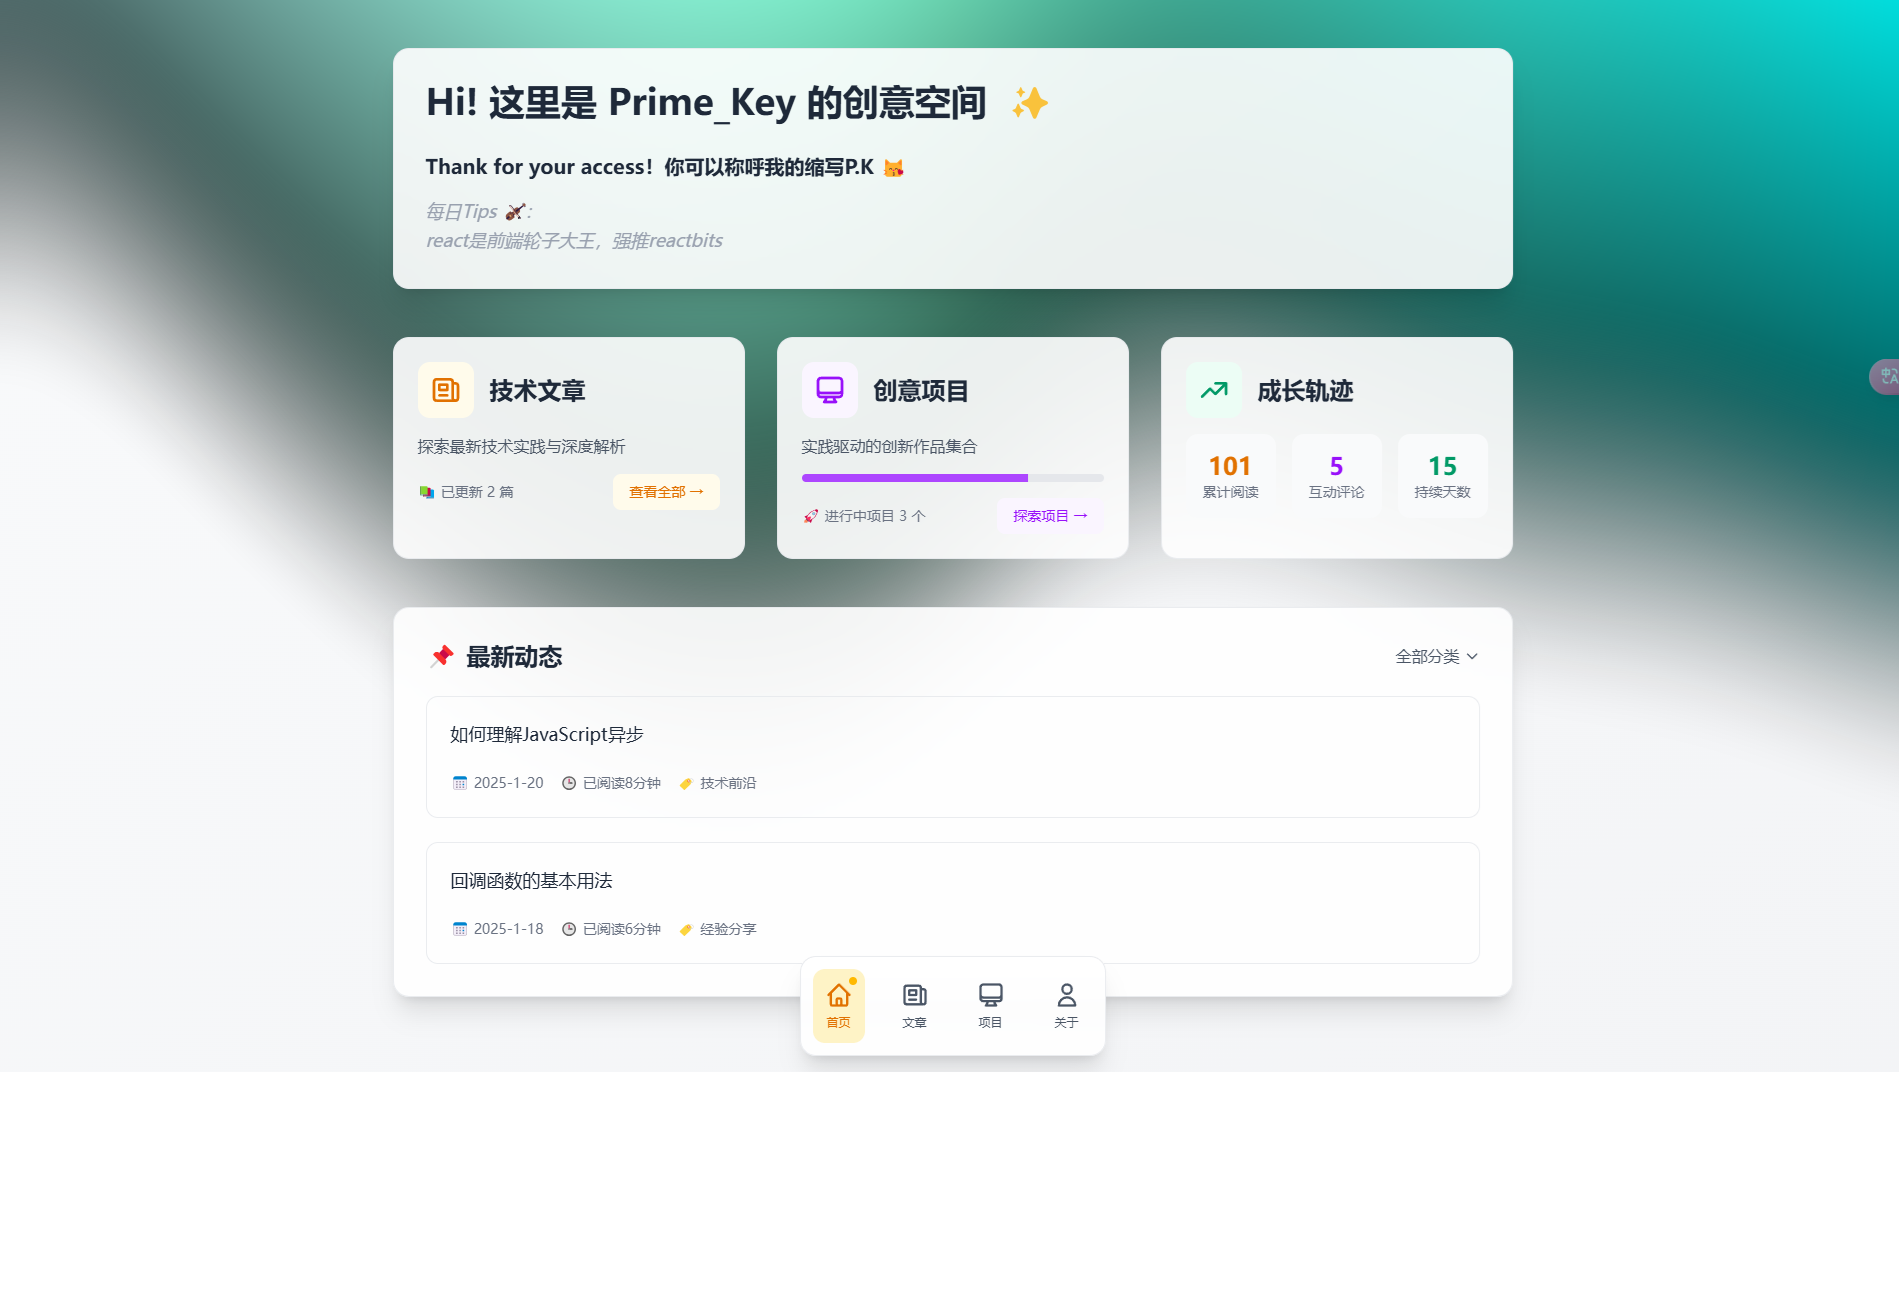 Hi! 这里是 Prime_Key 的创意空间 ✨
Thank for your access！你可以称呼我的缩写P.K 😽
每日Tips 🎻：
react是前端轮子大王，强推reactbits
技术文章
探索最新技术实践与深度解析
已更新 2 篇
查看全部 →
创意项目
实践驱动的创新作品集合
🚀 进行中项目 3 个
探索项目 →
成长轨迹
101
累计阅读
5
互动评论
15
持续天数
📌 最新动态
全部分类
如何理解JavaScript异步
2025-1-20 已阅读8分钟 技术前沿
回调函数的基本用法
2025-1-18 已阅读6分钟 经验分享
首页
文章
项目
关于